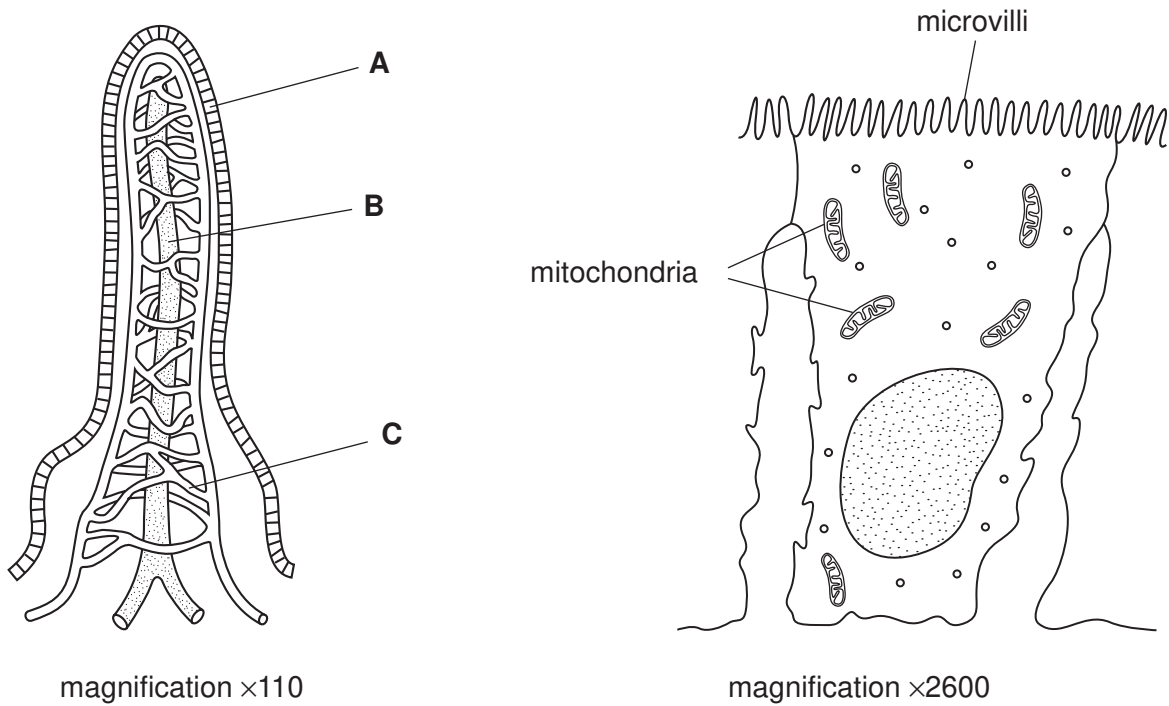 microvilli
A
B
mitochondria
C
magnification ×110
magnification ×2600